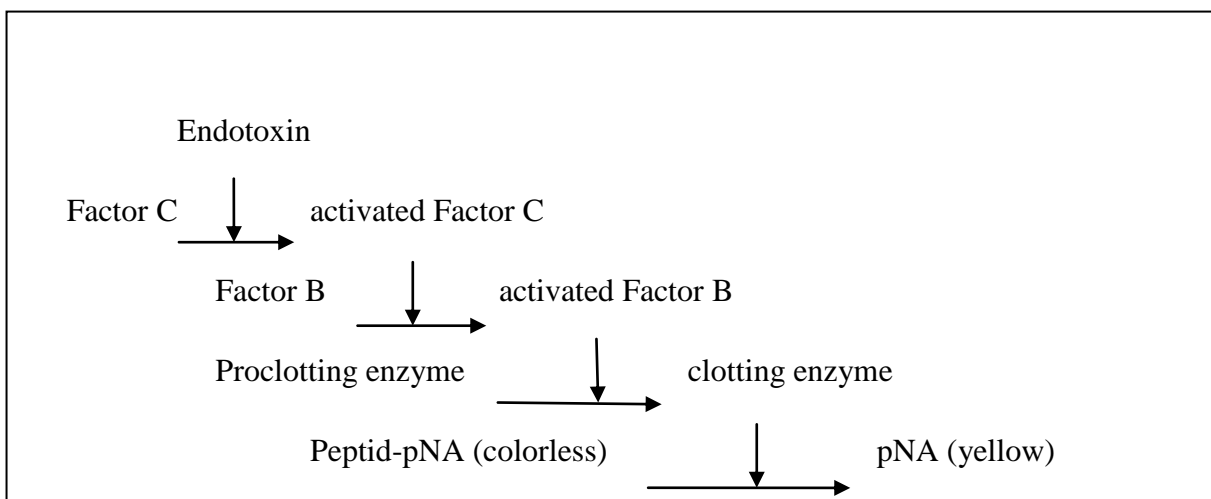 Endotoxin
Factor C activated Factor C
Factor B activated Factor B
Proclotting enzyme clotting enzyme
Peptid-pNA (colorless) pNA (yellow)